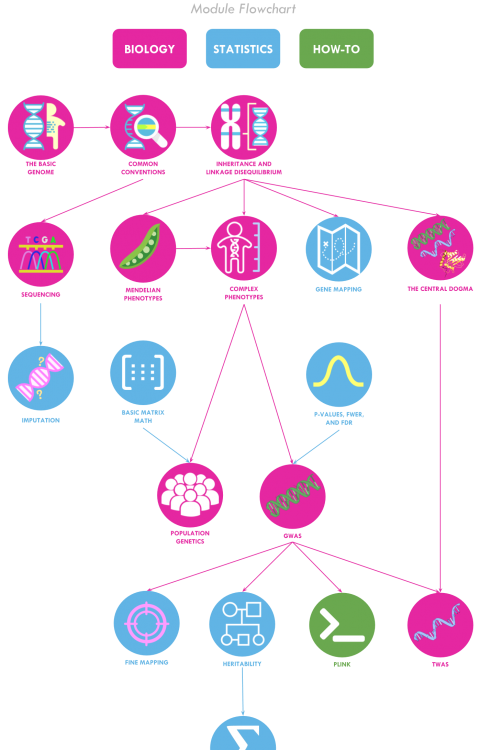 Module Flowchart
BIOLOGY
STATISTICS
HOW-TO
THE BASIC
GENOME
COMMON
CONVENTIONS
INHERITANCE AND
LINKAGE DISEQUILIBRIUM
T C G A
SEQUENCING
MENDELIAN
PHENOTYPES
COMPLEX
PHENOTYPES
GENE MAPPING
THE CENTRAL DOGMA
?
?
IMPUTATION
BASIC MATRIX
MATH
P-VALUES, FWER,
AND FDR
POPULATION
GENETICS
GWAS
FINE MAPPING
HERITABILITY
PLINK
TWAS